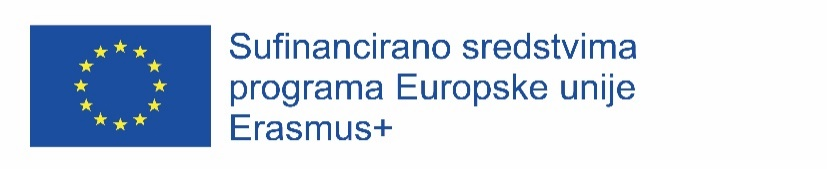 Sufinancirano sredstvima
programa Europske unije
Erasmus+